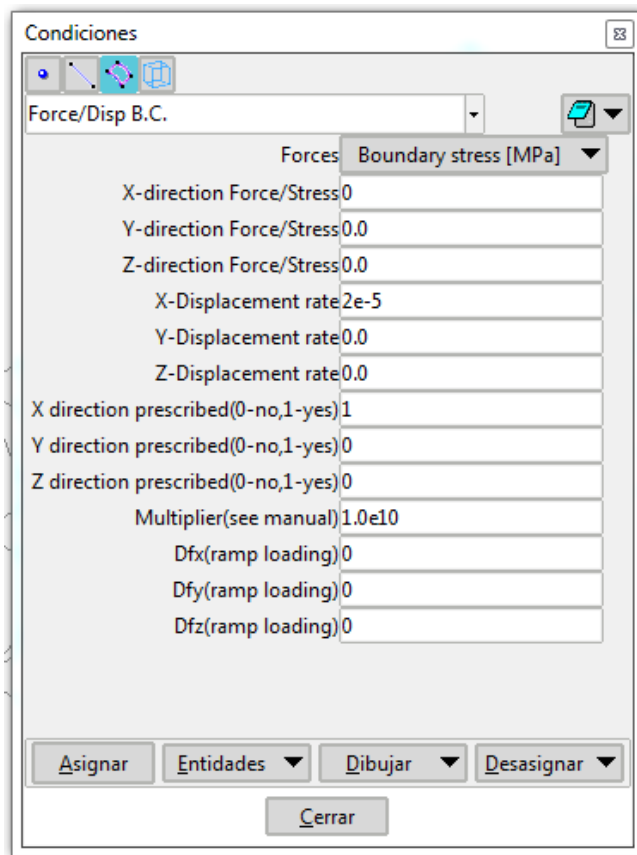 Condiciones
Force/Disp B.C.
Forces Boundary stress [MPa]
X-direction Force/Stress 0
Y-direction Force/Stress 0.0
Z-direction Force/Stress 0.0
X-Displacement rate 2e-5
Y-Displacement rate 0.0
Z-Displacement rate 0.0
X direction prescribed(0-no,1-yes) 1
Y direction prescribed(0-no,1-yes) 0
Z direction prescribed(0-no,1-yes) 0
Multiplier(see manual) 1.0e10
Dfx(ramp loading) 0
Dfy(ramp loading) 0
Dfz(ramp loading) 0
Asignar Entidades Dibujar Desasignar
Cerrar